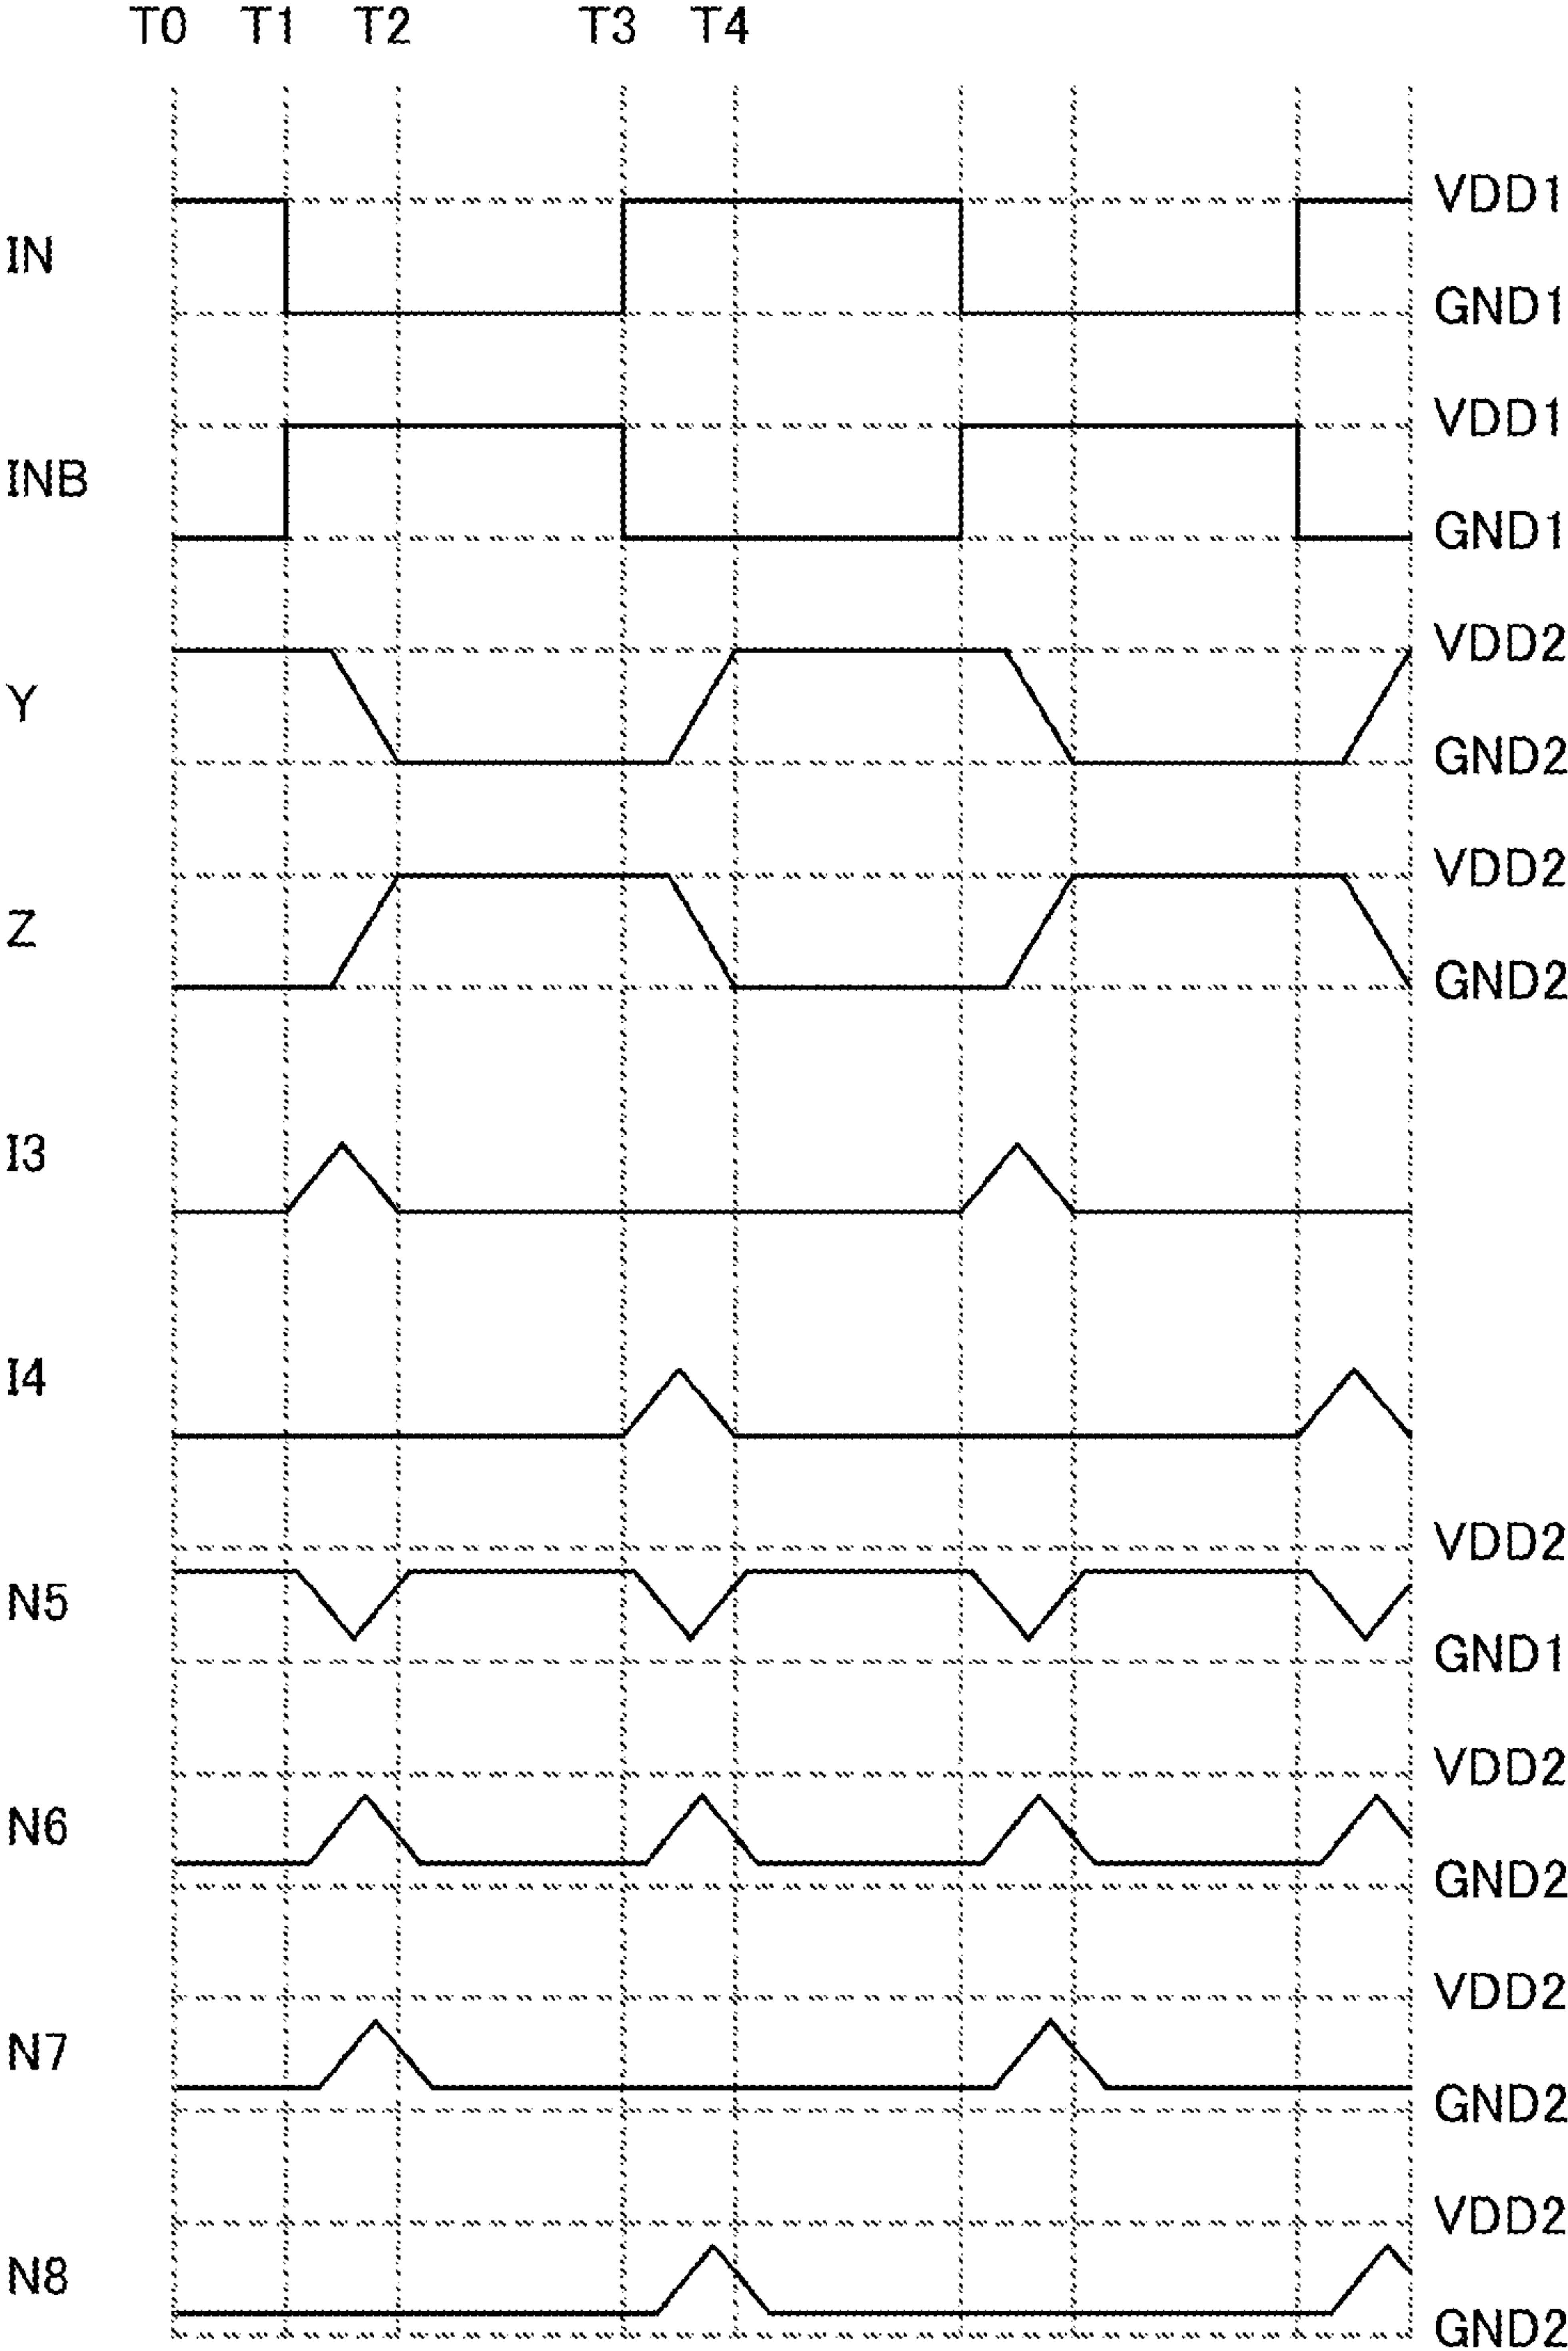 T0 T1 T2 T3 T4
VDD1
IN
GND1
VDD1
INB
GND1
VDD2
Y
GND2
VDD2
Z
GND2
I3
I4
VDD2
N5
GND1
VDD2
N6
GND2
VDD2
N7
GND2
VDD2
N8
GND2